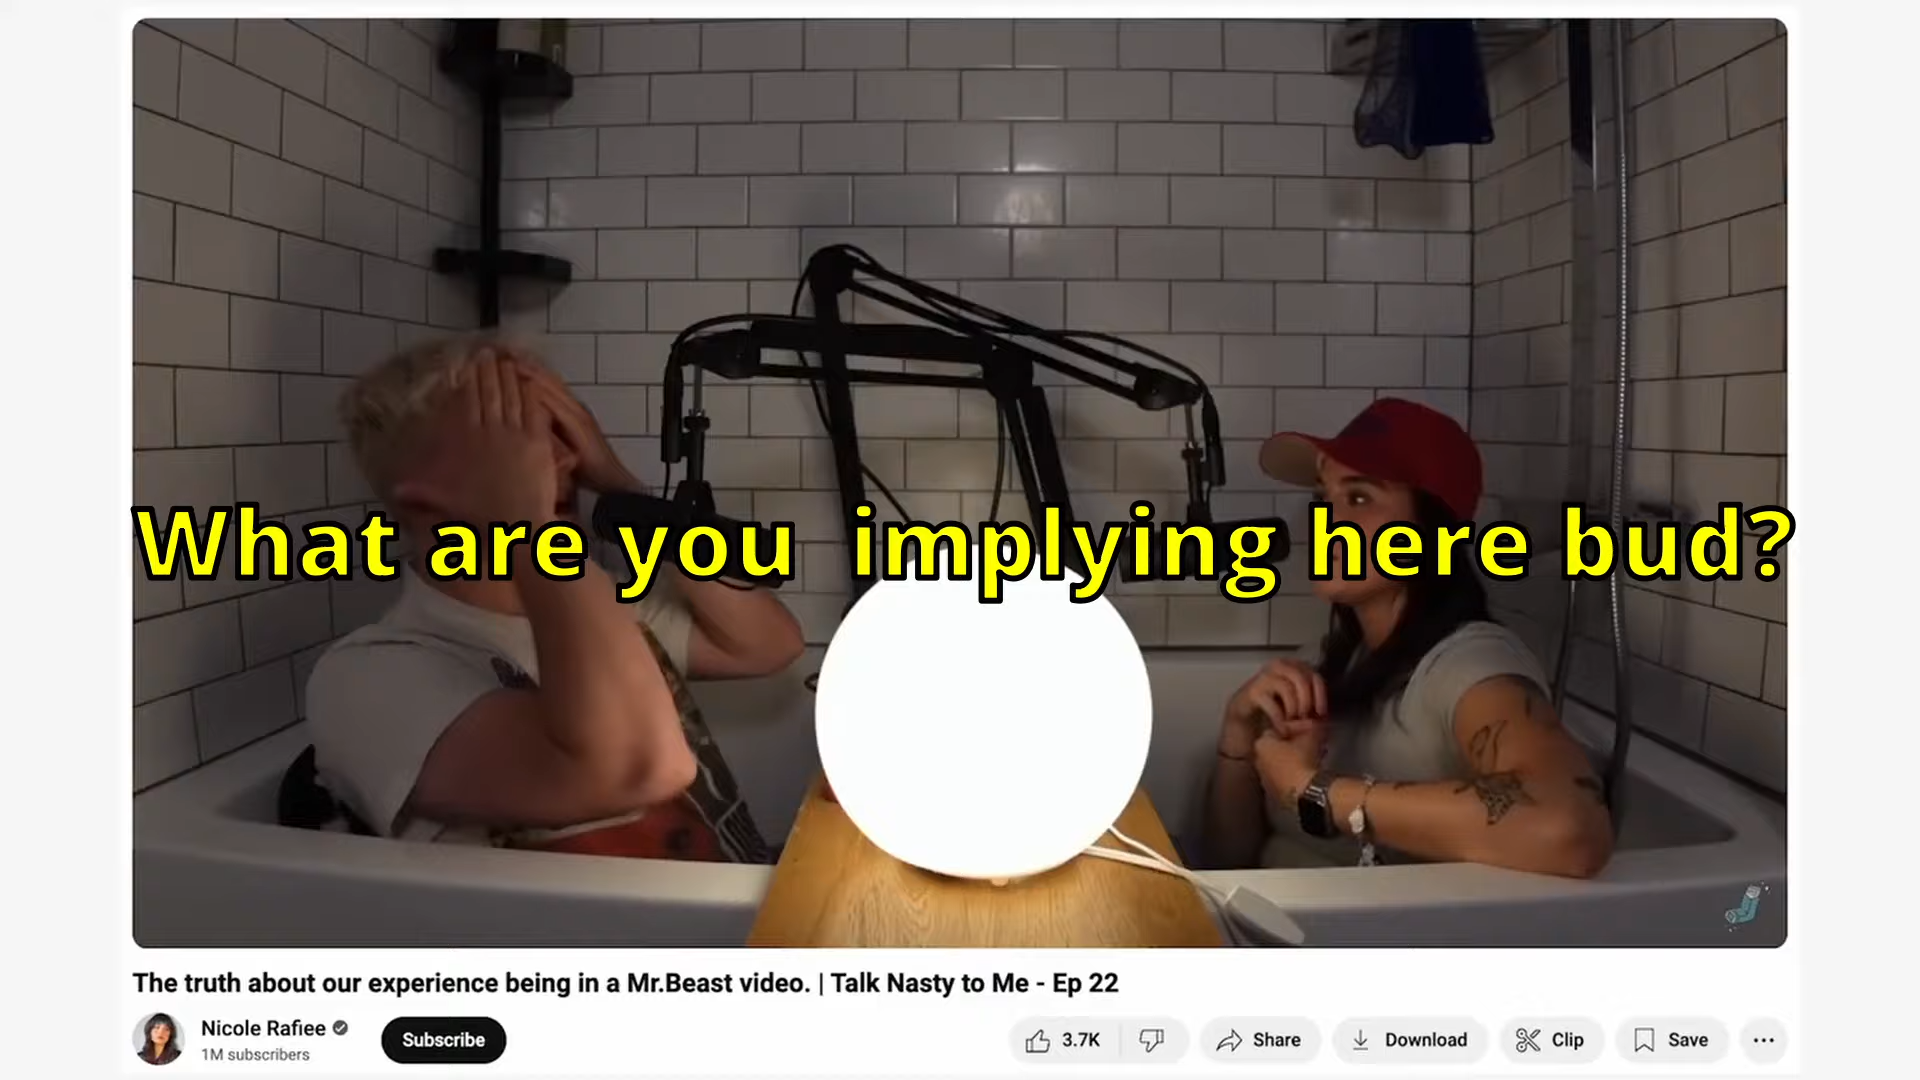 What are you  implying here bud?
The truth about our experience being in a Mr.Beast video. | Talk Nasty to Me - Ep 22
Nicole Rafiee
1M subscribers
Subscribe
3.7K
Share
Download
Clip
Save